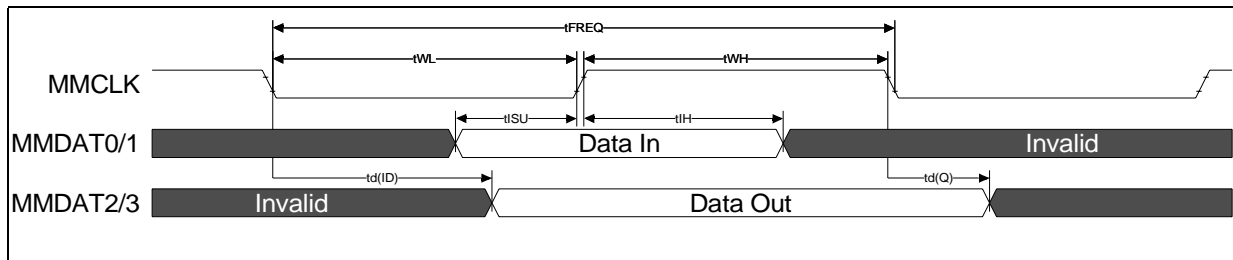 tFREQ
tWL
tWH
MMCLK
tISU
tIH
MMDAT0/1
Data In
Invalid
td(ID)
td(Q)
MMDAT2/3
Invalid
Data Out